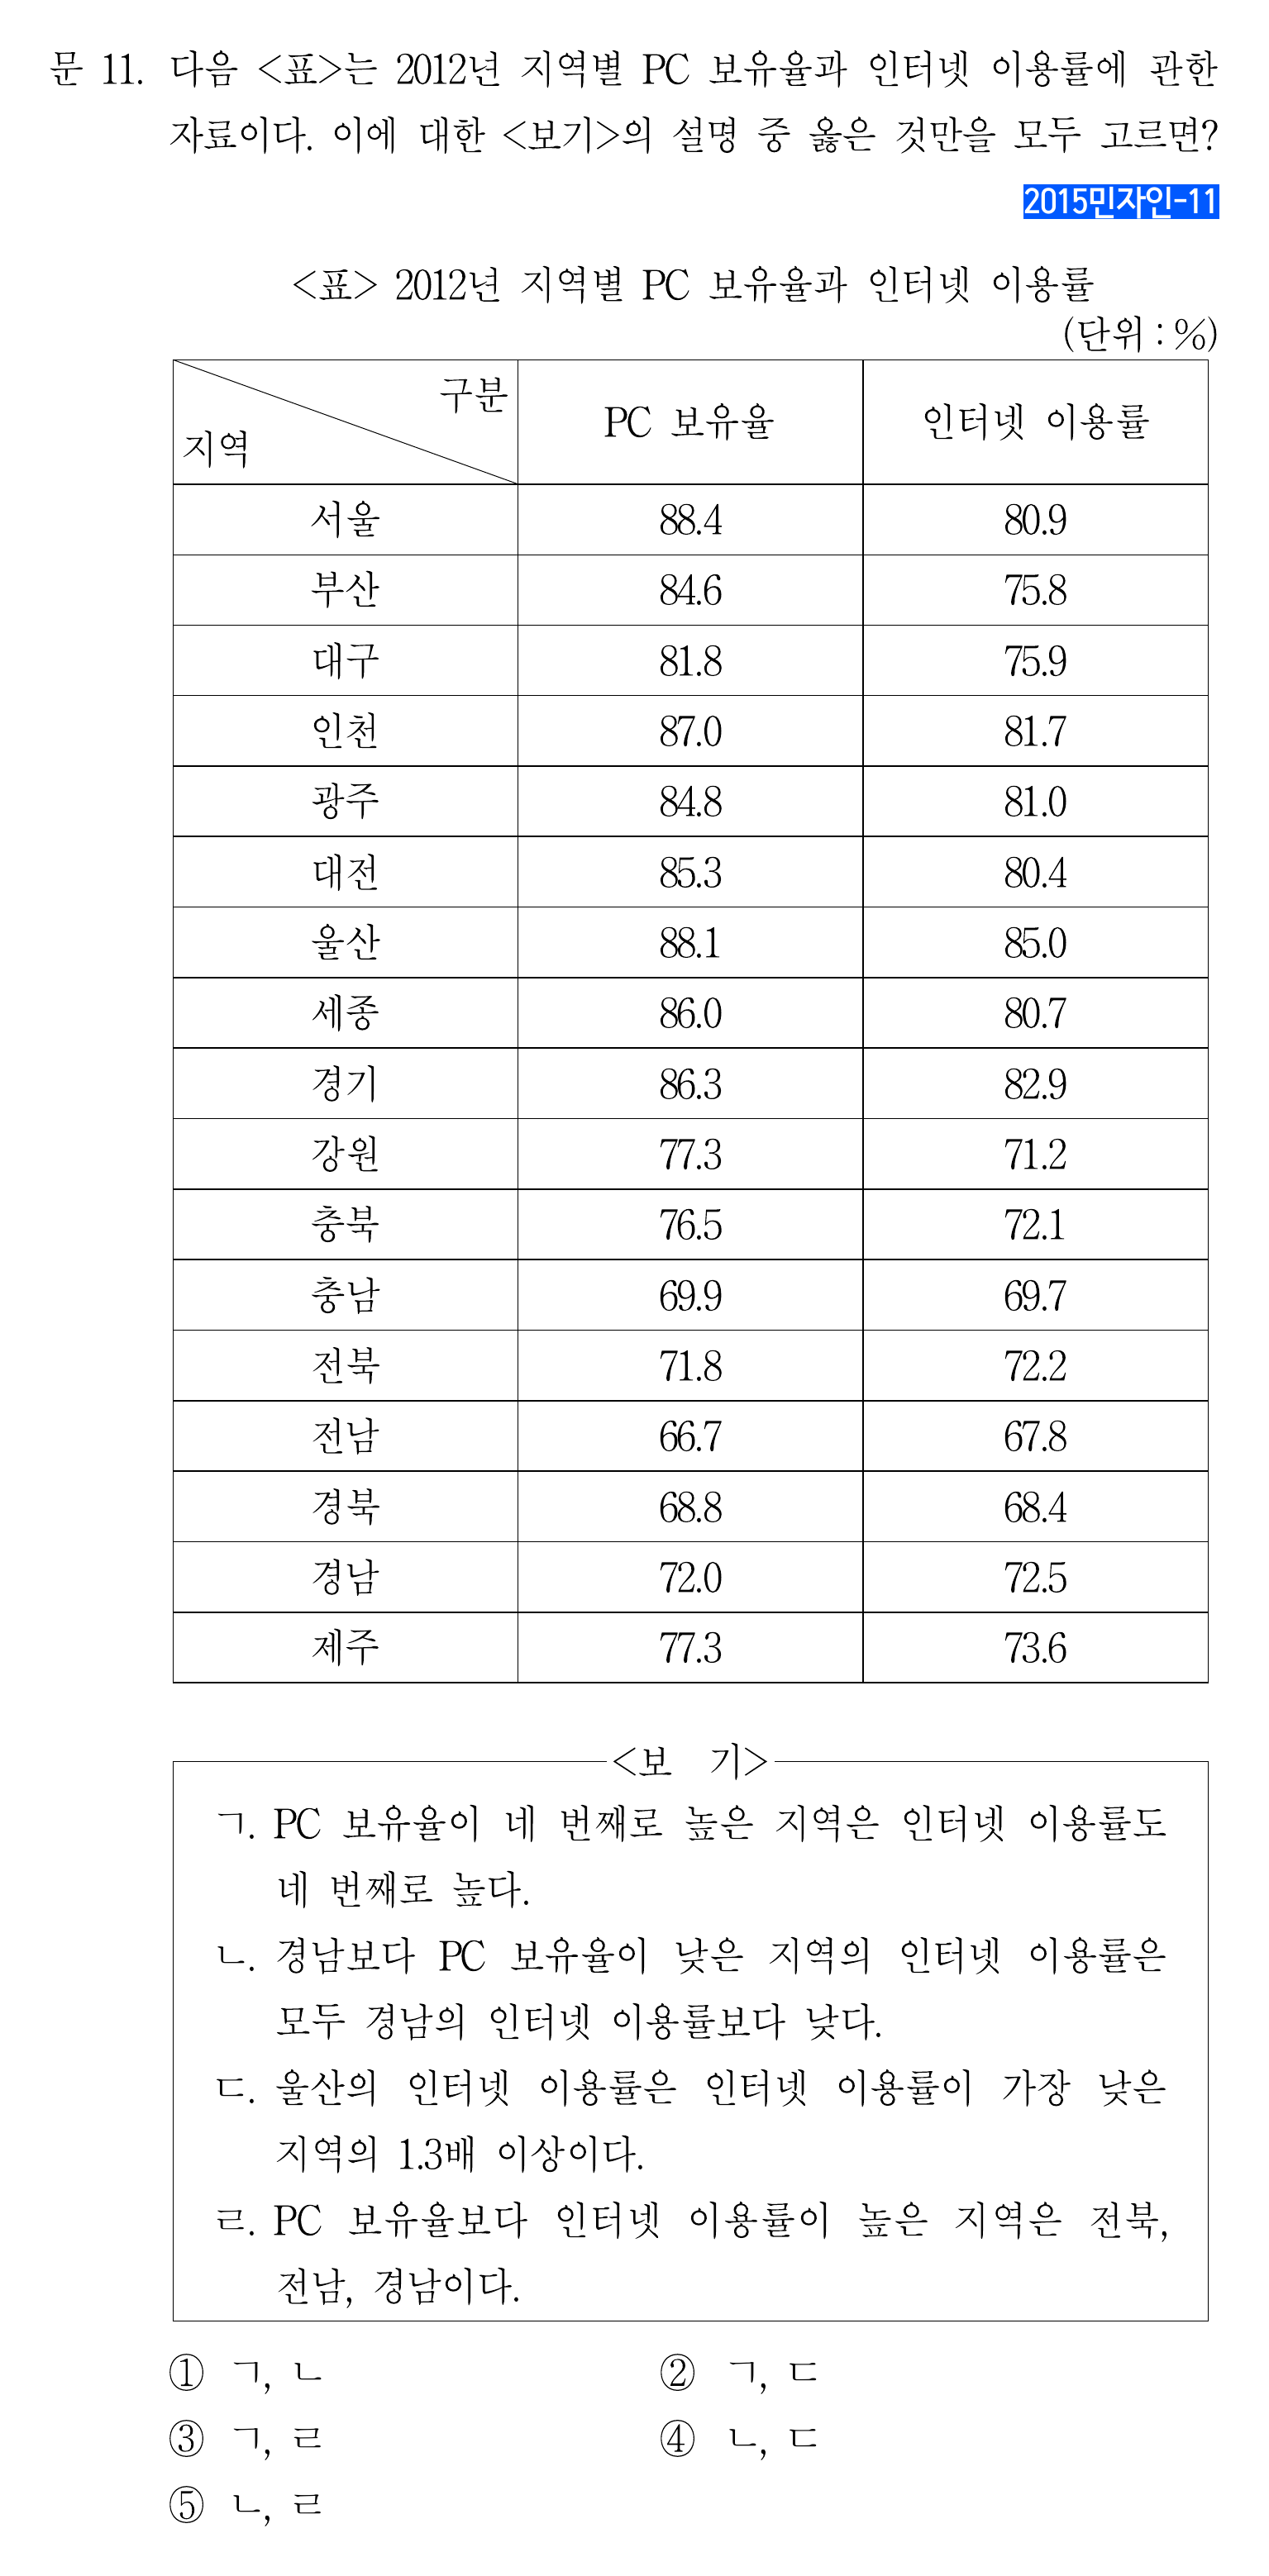 문 11. 다음 <표>는 2012년 지역별 PC 보유율과 인터넷 이용률에 관한
자료이다. 이에 대한 <보기>의 설명 중 옳은 것만을 모두 고르면?
2015민자인-11
<표> 2012년 지역별 PC 보유율과 인터넷 이용률
(단위 : %)
구분
지역 PC 보유율 인터넷 이용률
서울 88.4 80.9
부산 84.6 75.8
대구 81.8 75.9
인천 87.0 81.7
광주 84.8 81.0
대전 85.3 80.4
울산 88.1 85.0
세종 86.0 80.7
경기 86.3 82.9
강원 77.3 71.2
충북 76.5 72.1
충남 69.9 69.7
전북 71.8 72.2
전남 66.7 67.8
경북 68.8 68.4
경남 72.0 72.5
제주 77.3 73.6
<보 기>
ㄱ. PC 보유율이 네 번째로 높은 지역은 인터넷 이용률도
네 번째로 높다.
ㄴ. 경남보다 PC 보유율이 낮은 지역의 인터넷 이용률은
모두 경남의 인터넷 이용률보다 낮다.
ㄷ. 울산의 인터넷 이용률은 인터넷 이용률이 가장 낮은
지역의 1.3배 이상이다.
ㄹ. PC 보유율보다 인터넷 이용률이 높은 지역은 전북,
전남, 경남이다.
① ㄱ, ㄴ ② ㄱ, ㄷ
③ ㄱ, ㄹ ④ ㄴ, ㄷ
⑤ ㄴ, ㄹ